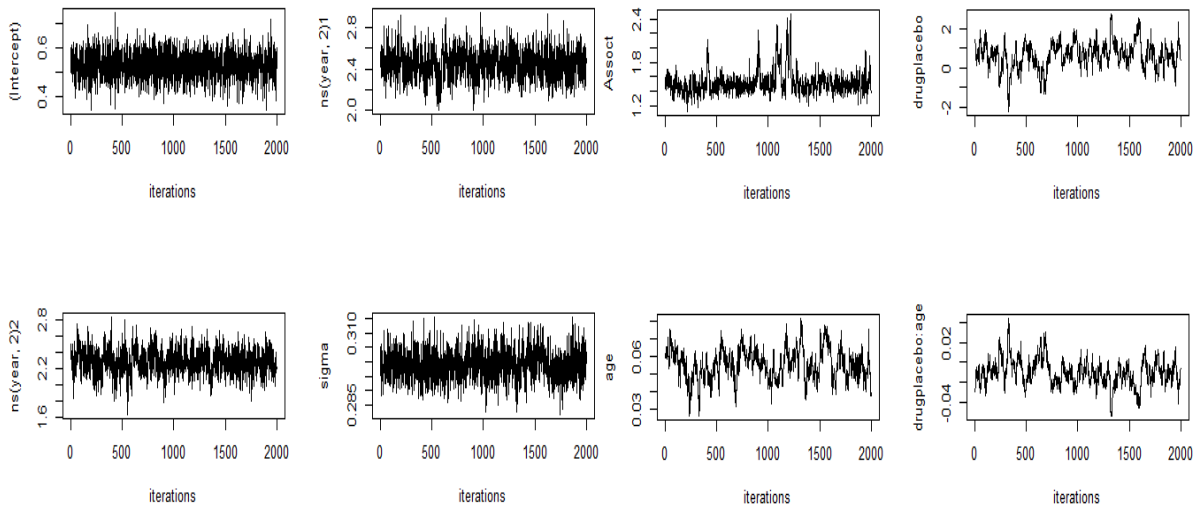 (Intercept)
0.4 0.6
0 500 1000 1500 2000
iterations
ns(year, 2)1
2.0 2.4 2.8
0 500 1000 1500 2000
iterations
Assoct
1.2 1.6 1.8 2.4
0 500 1000 1500 2000
iterations
drugplacebo
-2 0 2
0 500 1000 1500 2000
iterations
ns(year, 2)2
1.6 2.2 2.8
0 500 1000 1500 2000
iterations
sigma
0.285 0.310
0 500 1000 1500 2000
iterations
age
0.03 0.06
0 500 1000 1500 2000
iterations
drugplacebo:age
-0.04 0.02
0 500 1000 1500 2000
iterations